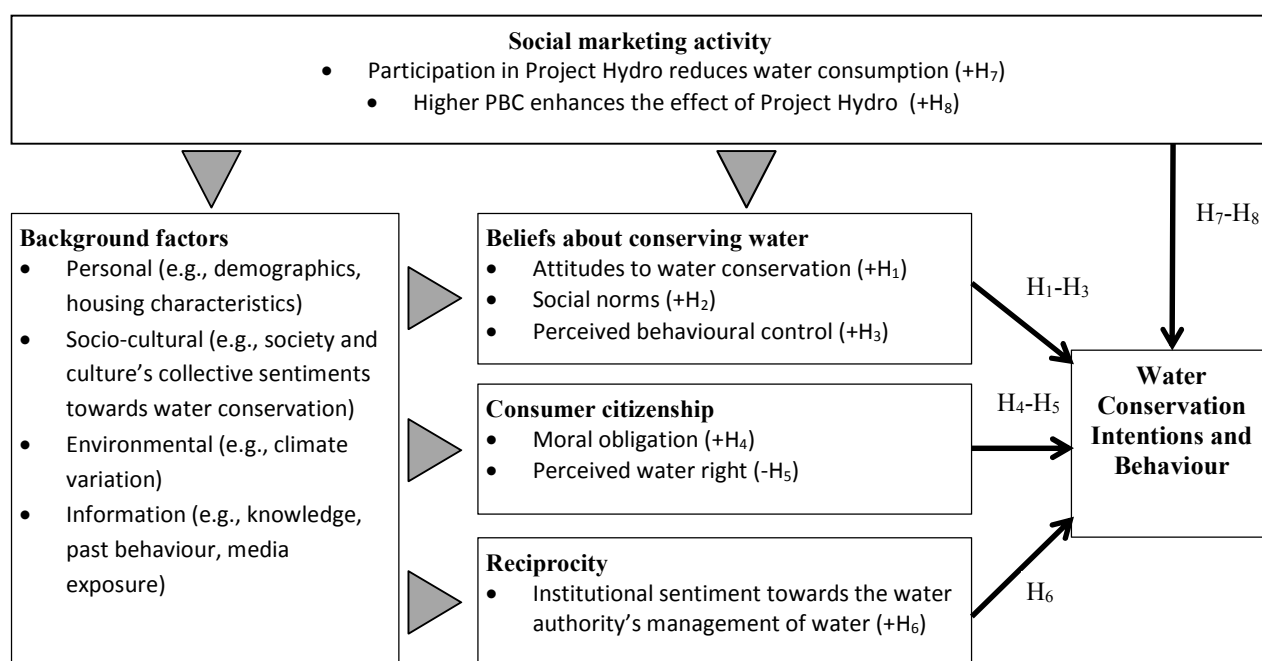 Social marketing activity
• Participation in Project Hydro reduces water consumption (+H₇)
• Higher PBC enhances the effect of Project Hydro (+H₈)
Background factors
• Personal (e.g., demographics,
housing characteristics)
• Socio-cultural (e.g., society and
culture’s collective sentiments
towards water conservation)
• Environmental (e.g., climate
variation)
• Information (e.g., knowledge,
past behaviour, media
exposure)
Beliefs about conserving water
• Attitudes to water conservation (+H₁)
• Social norms (+H₂)
• Perceived behavioural control (+H₃)
Consumer citizenship
• Moral obligation (+H₄)
• Perceived water right (-H₅)
Reciprocity
• Institutional sentiment towards the water
authority’s management of water (+H₆)
H₇-H₈
H₁-H₃
H₄-H₅
H₆
Water
Conservation
Intentions and
Behaviour